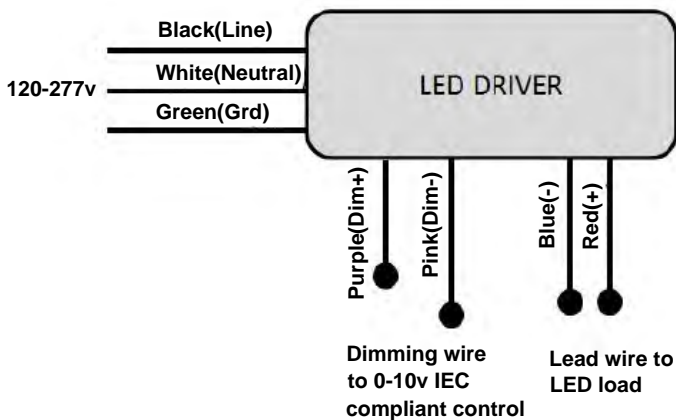 Black(Line)
White(Neutral)
120-277v
Green(Grd)
LED DRIVER
Purple(Dim+)
Pink(Dim-)
Blue(-)
Red(+)
Dimming wire
to 0-10v IEC
compliant control
Lead wire to
LED load